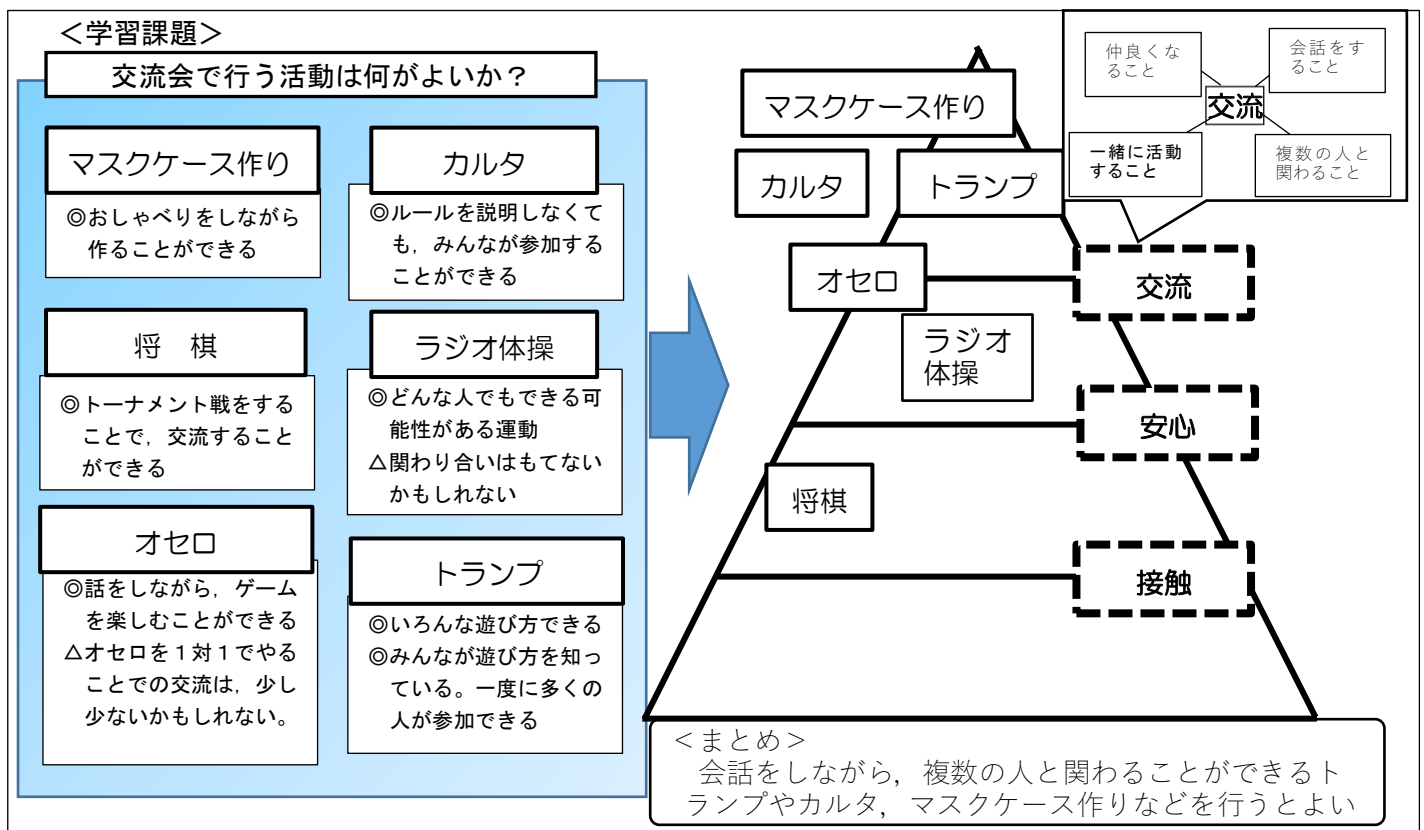 ＜学習課題＞
交流会で行う活動は何がよいか？
マスクケース作り
◎おしゃべりをしながら
作ることができる
カルタ
◎ルールを説明しなくて
も，みんなが参加する
ことができる
将　棋
◎トーナメント戦をする
ことで，交流すること
ができる
ラジオ体操
◎どんな人でもできる可
能性がある運動
△関わり合いはもてない
かもしれない
オセロ
◎話をしながら，ゲーム
を楽しむことができる
△オセロを１対１でやる
ことでの交流は，少し
少ないかもしれない。
トランプ
◎いろんな遊び方できる
◎みんなが遊び方を知っ
ている。一度に多くの
人が参加できる
マスクケース作り
カルタ
トランプ
オセロ
ラジオ
体操
将棋
仲良くな
ること
会話をす
ること
交流
一緒に活動
すること
複数の人と
関わること
交流
安心
接触
＜まとめ＞
会話をしながら，複数の人と関わることができるト
ランプやカルタ，マスクケース作りなどを行うとよい